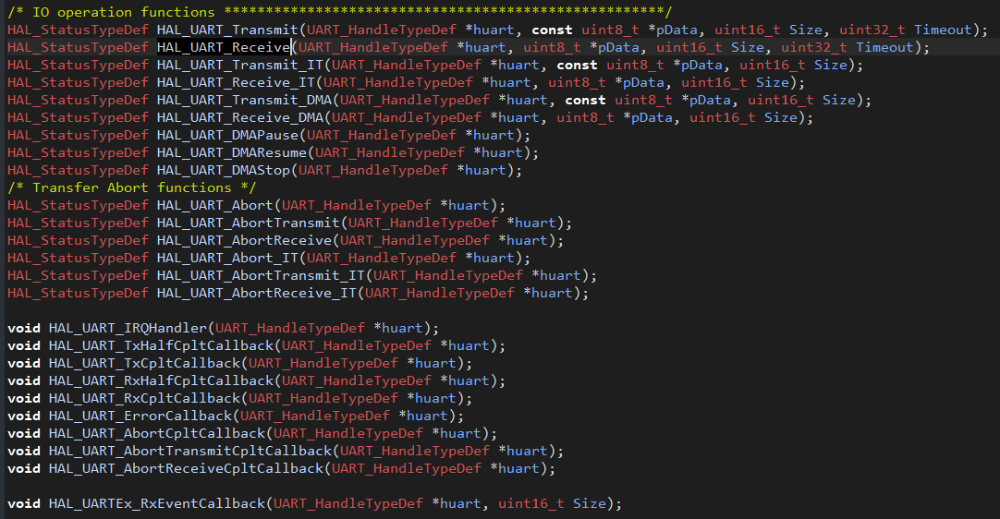 /* IO operation functions *****************************************************/
HAL_StatusTypeDef HAL_UART_Transmit(UART_HandleTypeDef *huart, const uint8_t *pData, uint16_t Size, uint32_t Timeout);
HAL_StatusTypeDef HAL_UART_Receive(UART_HandleTypeDef *huart, uint8_t *pData, uint16_t Size, uint32_t Timeout);
HAL_StatusTypeDef HAL_UART_Transmit_IT(UART_HandleTypeDef *huart, const uint8_t *pData, uint16_t Size);
HAL_StatusTypeDef HAL_UART_Receive_IT(UART_HandleTypeDef *huart, uint8_t *pData, uint16_t Size);
HAL_StatusTypeDef HAL_UART_Transmit_DMA(UART_HandleTypeDef *huart, const uint8_t *pData, uint16_t Size);
HAL_StatusTypeDef HAL_UART_Receive_DMA(UART_HandleTypeDef *huart, uint8_t *pData, uint16_t Size);
HAL_StatusTypeDef HAL_UART_DMAPause(UART_HandleTypeDef *huart);
HAL_StatusTypeDef HAL_UART_DMAResume(UART_HandleTypeDef *huart);
HAL_StatusTypeDef HAL_UART_DMAStop(UART_HandleTypeDef *huart);
/* Transfer Abort functions */
HAL_StatusTypeDef HAL_UART_Abort(UART_HandleTypeDef *huart);
HAL_StatusTypeDef HAL_UART_AbortTransmit(UART_HandleTypeDef *huart);
HAL_StatusTypeDef HAL_UART_AbortReceive(UART_HandleTypeDef *huart);
HAL_StatusTypeDef HAL_UART_Abort_IT(UART_HandleTypeDef *huart);
HAL_StatusTypeDef HAL_UART_AbortTransmit_IT(UART_HandleTypeDef *huart);
HAL_StatusTypeDef HAL_UART_AbortReceive_IT(UART_HandleTypeDef *huart);
void HAL_UART_IRQHandler(UART_HandleTypeDef *huart);
void HAL_UART_TxHalfCpltCallback(UART_HandleTypeDef *huart);
void HAL_UART_TxCpltCallback(UART_HandleTypeDef *huart);
void HAL_UART_RxHalfCpltCallback(UART_HandleTypeDef *huart);
void HAL_UART_RxCpltCallback(UART_HandleTypeDef *huart);
void HAL_UART_ErrorCallback(UART_HandleTypeDef *huart);
void HAL_UART_AbortCpltCallback(UART_HandleTypeDef *huart);
void HAL_UART_AbortTransmitCpltCallback(UART_HandleTypeDef *huart);
void HAL_UART_AbortReceiveCpltCallback(UART_HandleTypeDef *huart);
void HAL_UARTEx_RxEventCallback(UART_HandleTypeDef *huart, uint16_t Size);